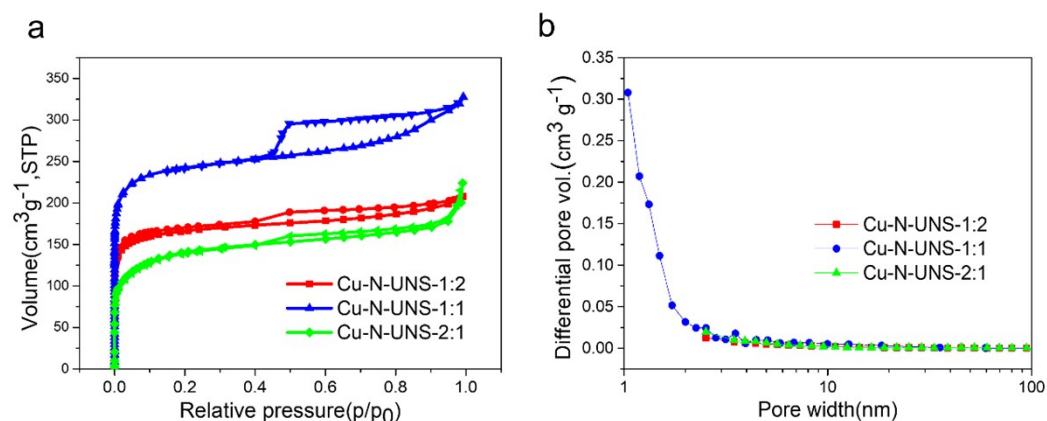 a
Volume(cm³g⁻¹,STP)
350
300
250
200
150
100
50
0
0.0 0.2 0.4 0.6 0.8 1.0
Relative pressure(p/p₀)
Cu-N-UNS-1:2
Cu-N-UNS-1:1
Cu-N-UNS-2:1
b
Differential pore vol.(cm³ g⁻¹)
0.35
0.30
0.25
0.20
0.15
0.10
0.05
0.00
1 10 100
Pore width(nm)
Cu-N-UNS-1:2
Cu-N-UNS-1:1
Cu-N-UNS-2:1